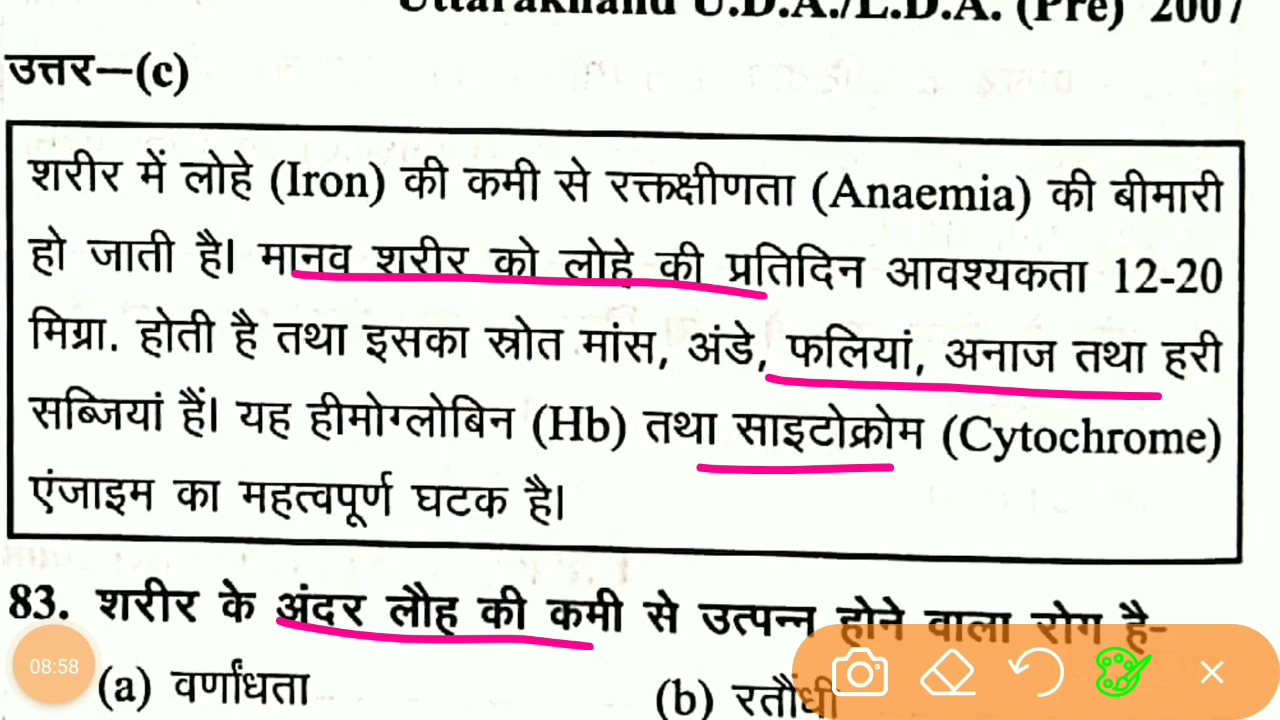 Uttarakhand U.D.A./L.D.A. (Pre) 2007
उत्तर–(c)
शरीर में लोहे (Iron) की कमी से रक्तक्षीणता (Anaemia) की बीमारी
हो जाती है। मानव शरीर को लोहे की प्रतिदिन आवश्यकता 12-20
मिग्रा. होती है तथा इसका स्रोत मांस, अंडे, फलियां, अनाज तथा हरी
सब्जियां हैं। यह हीमोग्लोबिन (Hb) तथा साइटोक्रोम (Cytochrome)
एंजाइम का महत्वपूर्ण घटक है।
83. शरीर के अंदर लौह की कमी से उत्पन्न होने वाला रोग है-
(a) वर्णांधता (b) रतौंधी
08:58